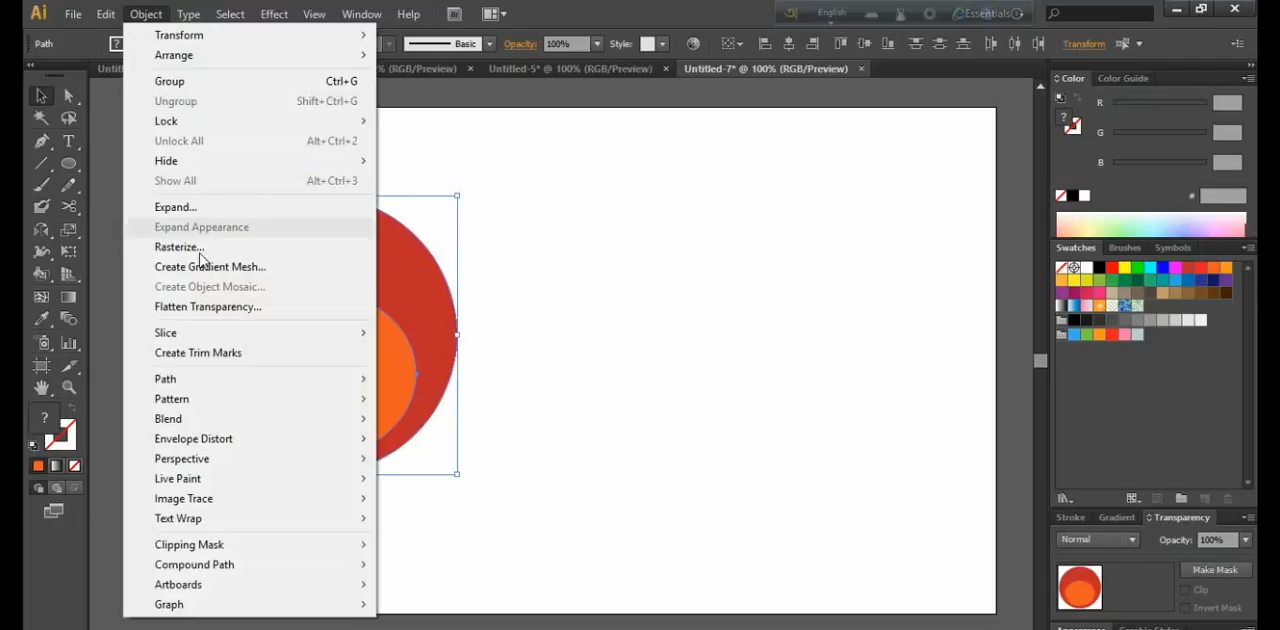 Ai File Edit Object Type Select Effect View Window Help Br English Essentials
Path ? Basic Opacity: 100% Style: Transform
% (RGB/Preview) × Untitled-5* @ 100% (RGB/Preview) × Untitled-7* @ 100% (RGB/Preview) ×
Transform
Arrange
Group Ctrl+G
Ungroup Shift+Ctrl+G
Lock
Unlock All Alt+Ctrl+2
Hide
Show All Alt+Ctrl+3
Expand...
Expand Appearance
Rasterize...
Create Gradient Mesh...
Create Object Mosaic...
Flatten Transparency...
Slice
Create Trim Marks
Path
Pattern
Blend
Envelope Distort
Perspective
Live Paint
Image Trace
Text Wrap
Clipping Mask
Compound Path
Artboards
Graph
?
Color Color Guide
R
?
G
B
#
Swatches Brushes Symbols
Stroke Gradient Transparency
Normal Opacity: 100%
Make Mask
Clip
Invert Mask